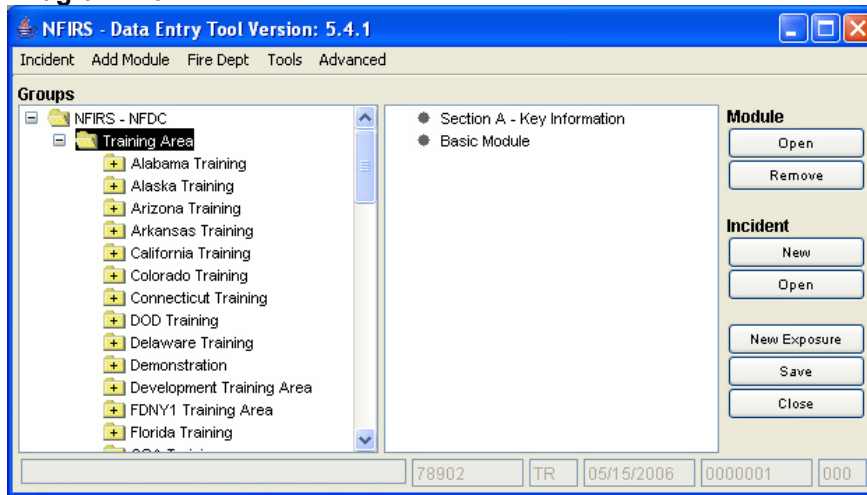 NFIRS - Data Entry Tool Version: 5.4.1
Incident Add Module Fire Dept Tools Advanced
Groups
NFIRS - NFDC
Training Area
Alabama Training
Alaska Training
Arizona Training
Arkansas Training
California Training
Colorado Training
Connecticut Training
DOD Training
Delaware Training
Demonstration
Development Training Area
FDNY1 Training Area
Florida Training
Section A - Key Information
Basic Module
Module
Open
Remove
Incident
New
Open
New Exposure
Save
Close
78902 TR 05/15/2006 0000001 000